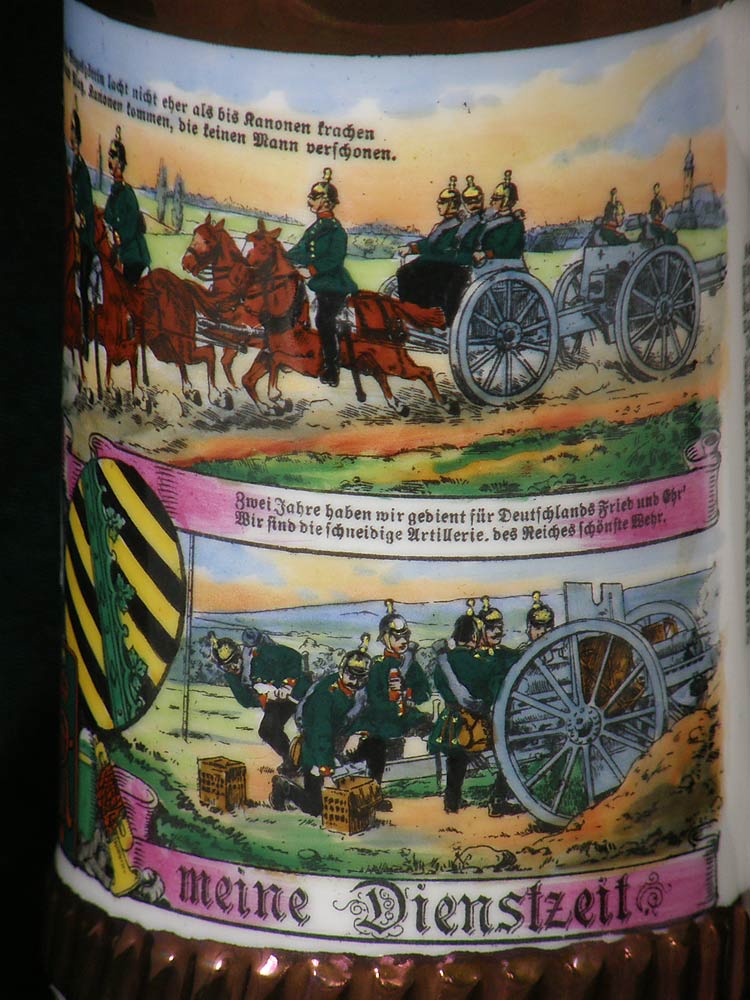 lacht nicht eher als bis Kanonen krachen
Kanonen kommen, die keinen Mann verschonen.
Zwei Jahre haben wir gedient für Deutschlands Fried und Ehr'
Wir sind die schneidige Artillerie. des Reiches schönste Wehr.
meine Dienstzeit